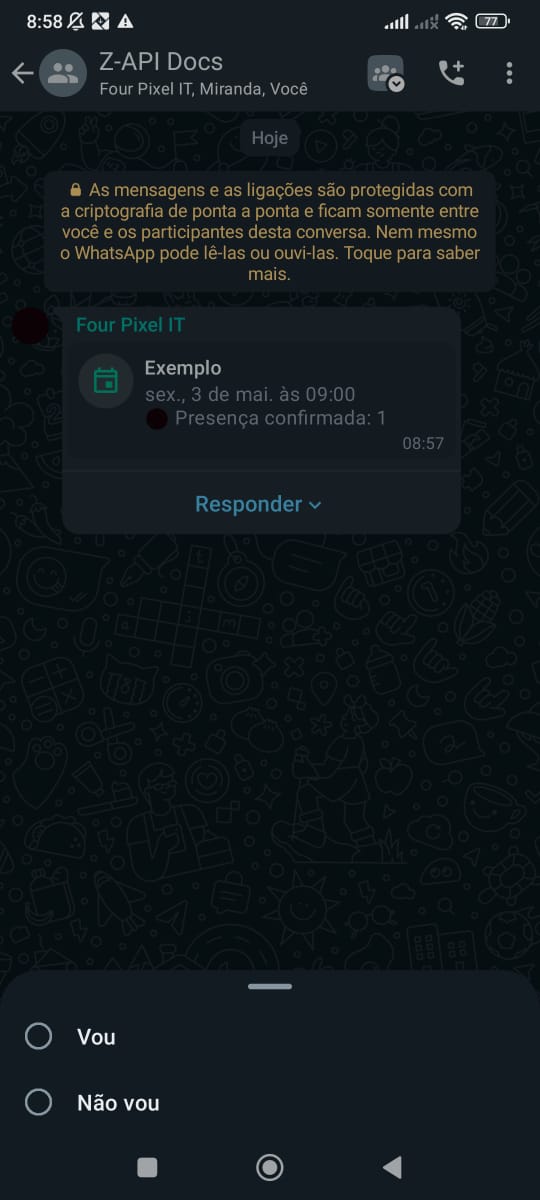 8:58
77
Z-API Docs
Four Pixel IT, Miranda, Você
Hoje
As mensagens e as ligações são protegidas com
a criptografia de ponta a ponta e ficam somente entre
você e os participantes desta conversa. Nem mesmo
o WhatsApp pode lê-las ou ouvi-las. Toque para saber
mais.
Four Pixel IT
Exemplo
sex., 3 de mai. às 09:00
Presença confirmada: 1
08:57
Responder
Vou
Não vou